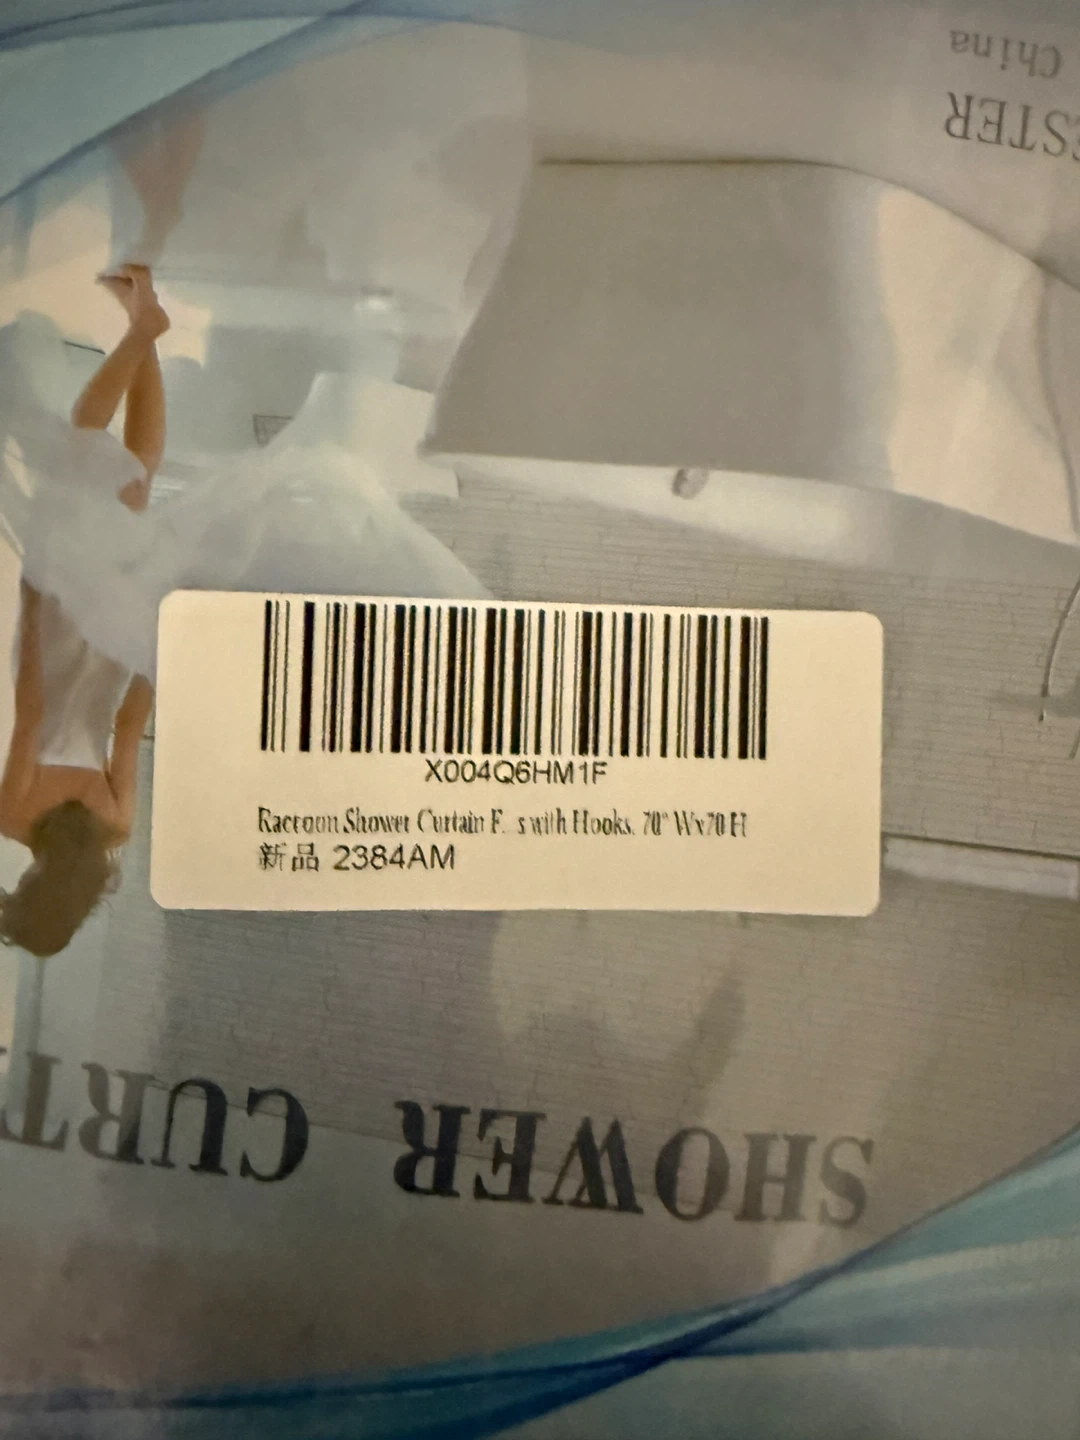 China
ESTER
X004Q6HM1F
Raccoon Shower Curtain F... s with Hooks, 70" Wx70 H
新品 2384AM
SHOWER CURT